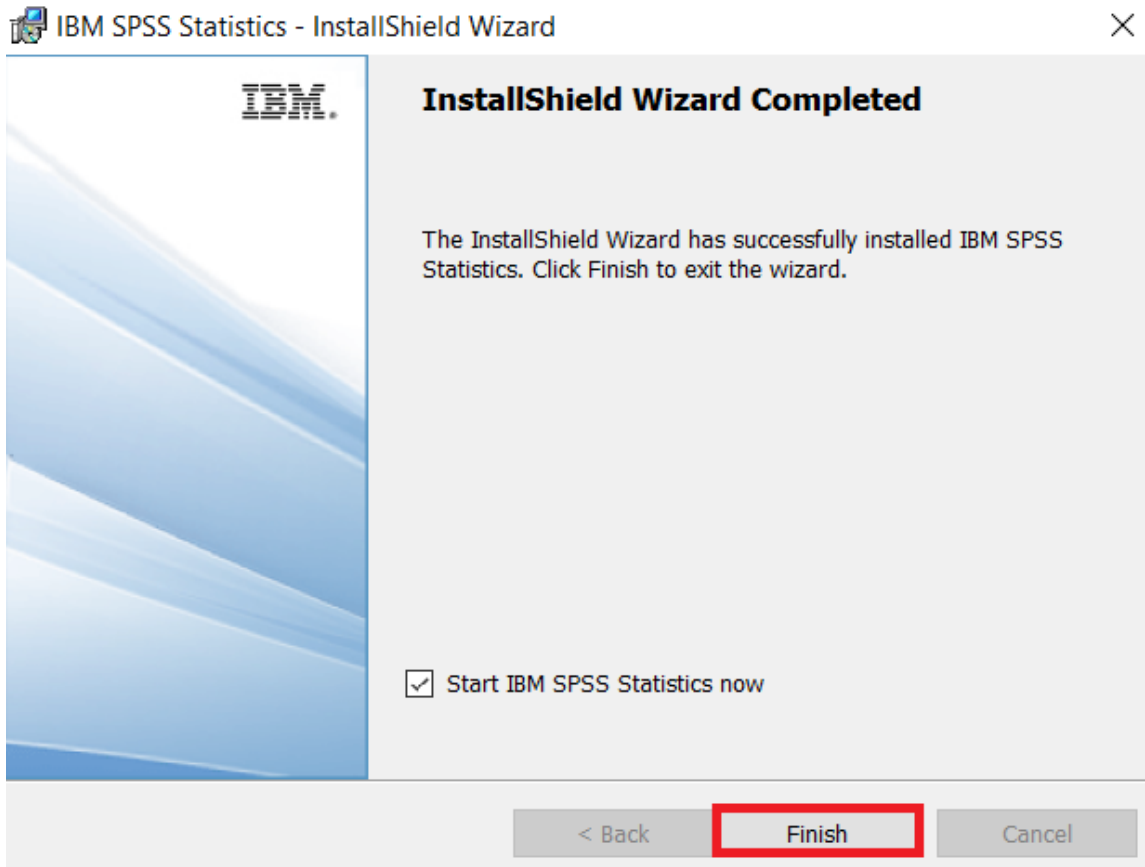 IBM SPSS Statistics - InstallShield Wizard
IBM.
InstallShield Wizard Completed
The InstallShield Wizard has successfully installed IBM SPSS
Statistics. Click Finish to exit the wizard.
Start IBM SPSS Statistics now
< Back Finish Cancel